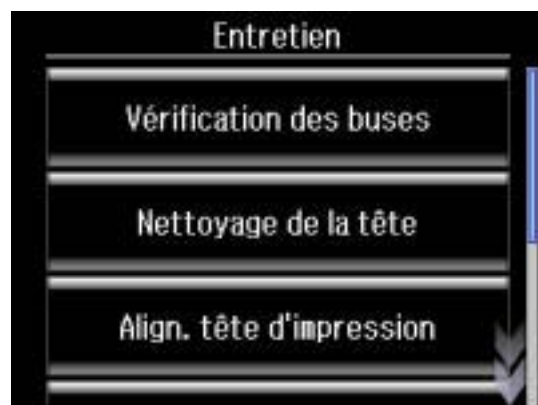 Entretien
Vérification des buses
Nettoyage de la tête
Align. tête d'impression